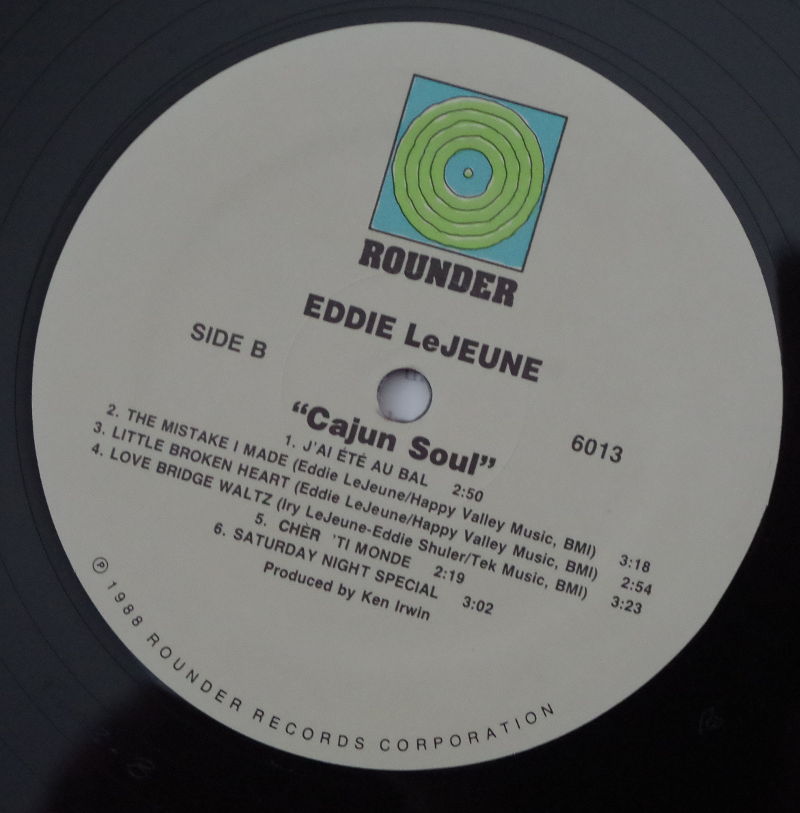 ROUNDER
EDDIE LeJEUNE
SIDE B
"Cajun Soul"
6013
1. J'AI ÉTÉ AU BAL 2:50
2. THE MISTAKE I MADE (Eddie LeJeune/Happy Valley Music, BMI) 3:18
3. LITTLE BROKEN HEART (Eddie LeJeune/Happy Valley Music, BMI) 2:54
4. LOVE BRIDGE WALTZ (Iry LeJeune-Eddie Shuler/Tek Music, BMI) 3:23
5. CHÈR 'TI MONDE 2:19
6. SATURDAY NIGHT SPECIAL 3:02
Produced by Ken Irwin
℗ 1988 ROUNDER RECORDS CORPORATION